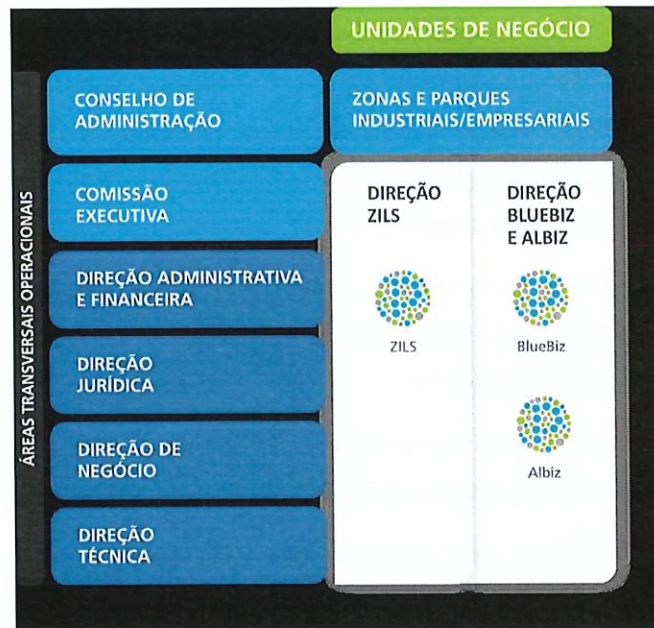 UNIDADES DE NEGÓCIO
CONSELHO DE
ADMINISTRAÇÃO
ZONAS E PARQUES
INDUSTRIAIS/EMPRESARIAIS
ÁREAS TRANSVERSAIS OPERACIONAIS
COMISSÃO
EXECUTIVA
DIREÇÃO
ZILS
DIREÇÃO
BLUEBIZ
E ALBIZ
DIREÇÃO ADMINISTRATIVA
E FINANCEIRA
ZILS
BlueBiz
DIREÇÃO
JURÍDICA
DIREÇÃO DE
NEGÓCIO
Albiz
DIREÇÃO
TÉCNICA